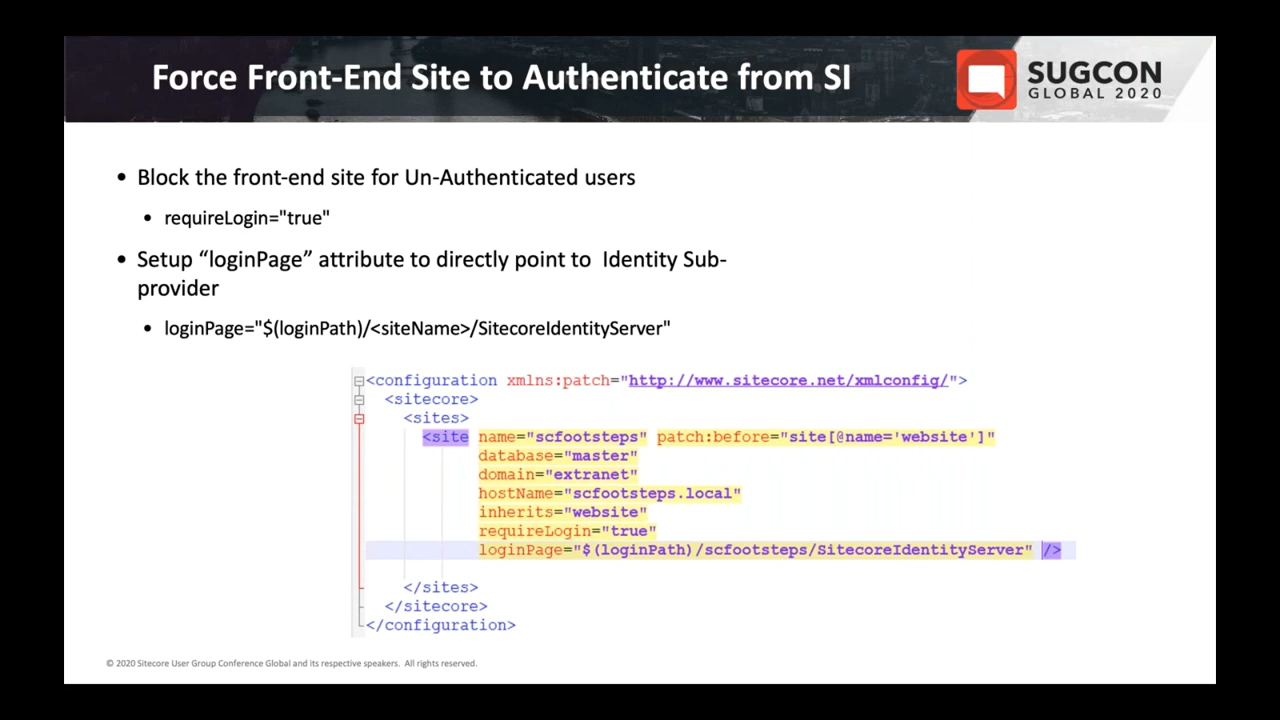 Force Front-End Site to Authenticate from SI
SUGCON
GLOBAL 2020
• Block the front-end site for Un-Authenticated users
• requireLogin="true"
• Setup “loginPage” attribute to directly point to  Identity Sub-
provider
• loginPage="$(loginPath)/<siteName>/SitecoreIdentityServer"
<configuration xmlns:patch="http://www.sitecore.net/xmlconfig/">
<sitecore>
<sites>
<site name="scfootsteps" patch:before="site[@name='website']"
database="master"
domain="extranet"
hostName="scfootsteps.local"
inherits="website"
requireLogin="true"
loginPage="$(loginPath)/scfootsteps/SitecoreIdentityServer" />
</sites>
</sitecore>
</configuration>
© 2020 Sitecore User Group Conference Global and its respective speakers.  All rights reserved.